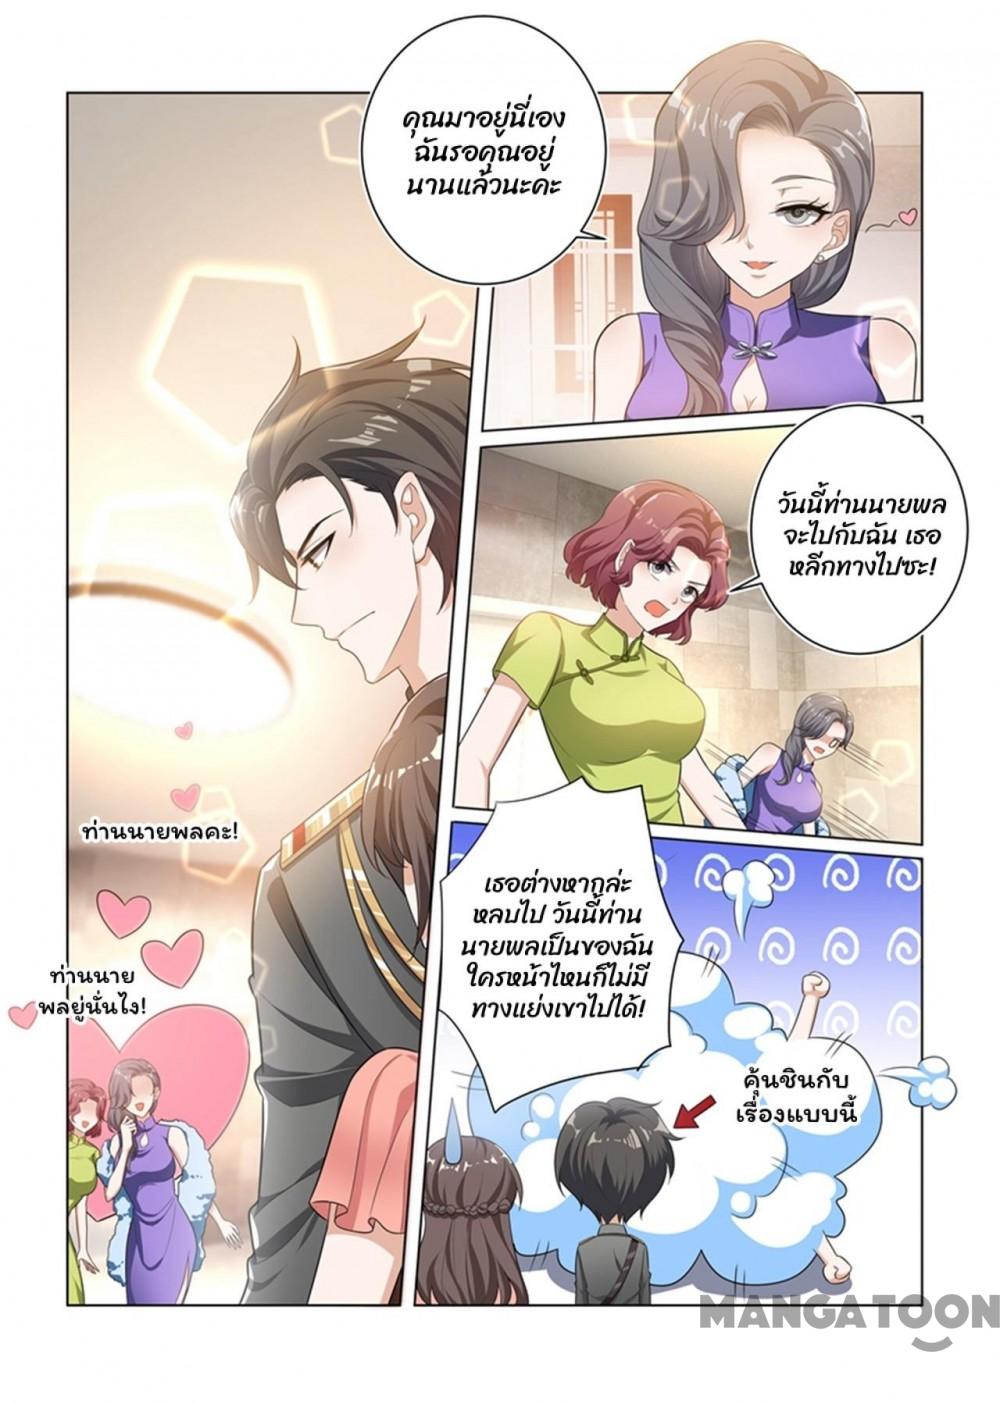 คุณมาอยู่นี่เอง
ฉันรอคุณอยู่
นานแล้วนะคะ
วันนี้ท่านนายพล
จะไปกับฉัน เธอ
หลีกทางไปซะ!
ท่านนายพลคะ!
ท่านนาย
พลอยู่นั่นไง!
เธอต่างหากล่ะ
หลบไป วันนี้ท่าน
นายพลเป็นของฉัน
ใครหน้าไหนก็ไม่มี
ทางแย่งเขาไปได้!
คุ้นชินกับ
เรื่องแบบนี้
MANGATOON